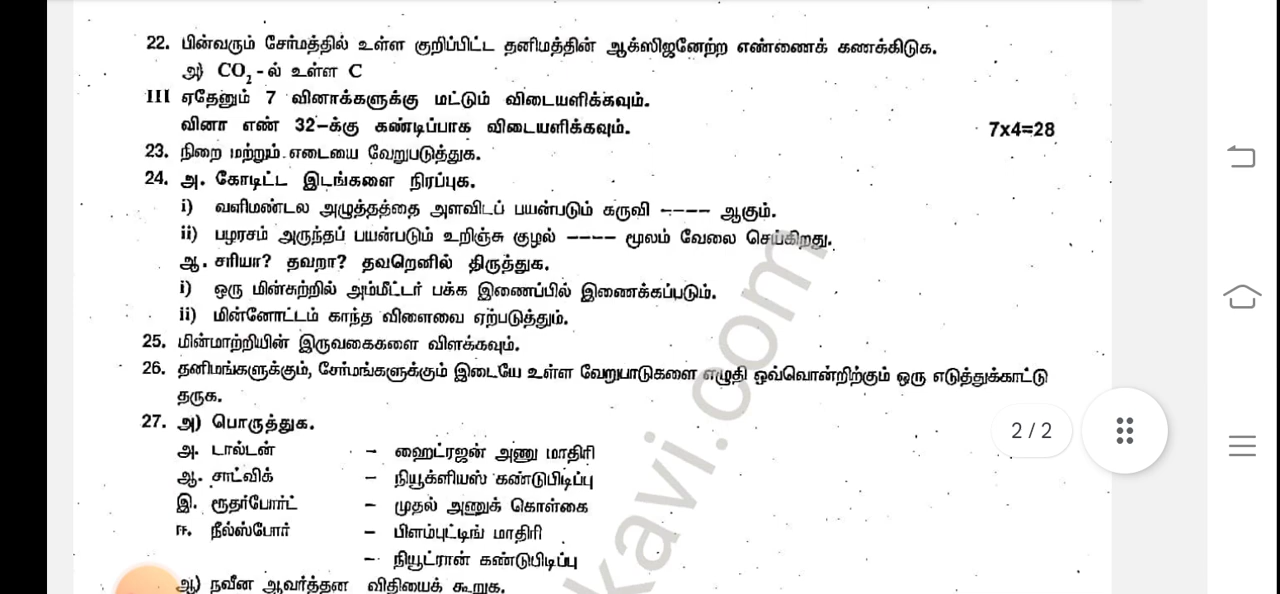 22. பின்வரும் சேர்மத்தில் உள்ள குறிப்பிட்ட தனிமத்தின் ஆக்ஸிஜனேற்ற எண்ணைக் கணக்கிடுக.
அ) CO₂ -ல் உள்ள C
III ஏதேனும் 7 வினாக்களுக்கு மட்டும் விடையளிக்கவும்.
வினா எண் 32-க்கு கண்டிப்பாக விடையளிக்கவும். 7x4=28
23. நிறை மற்றும் எடையை வேறுபடுத்துக.
24. அ. கோடிட்ட இடங்களை நிரப்புக.
i) வளிமண்டல அழுத்தத்தை அளவிடப் பயன்படும் கருவி ---- ஆகும்.
ii) பழரசம் அருந்தப் பயன்படும் உறிஞ்சு குழல் ---- மூலம் வேலை செய்கிறது.
ஆ. சரியா? தவறா? தவறெனில் திருத்துக.
i) ஒரு மின்சுற்றில் அம்மீட்டர் பக்க இணைப்பில் இணைக்கப்படும்.
ii) மின்னோட்டம் காந்த விளைவை ஏற்படுத்தும்.
25. மின்மாற்றியின் இருவகைகளை விளக்கவும்.
26. தனிமங்களுக்கும், சேர்மங்களுக்கும் இடையே உள்ள வேறுபாடுகளை எழுதி ஒவ்வொன்றிற்கும் ஒரு எடுத்துக்காட்டு
தருக.
27. அ) பொருத்துக.
அ. டால்டன் – ஹைட்ரஜன் அணு மாதிரி
ஆ. சாட்விக் – நியூக்ளியஸ் கண்டுபிடிப்பு
இ. ரூதர்போர்ட் – முதல் அணுக் கொள்கை
ஈ. நீல்ஸ்போர் – பிளம்புட்டிங் மாதிரி
– நியூட்ரான் கண்டுபிடிப்பு
ஆ) நவீன ஆவர்த்தன விதியைக் கூறுக.
kavi.com
2 / 2